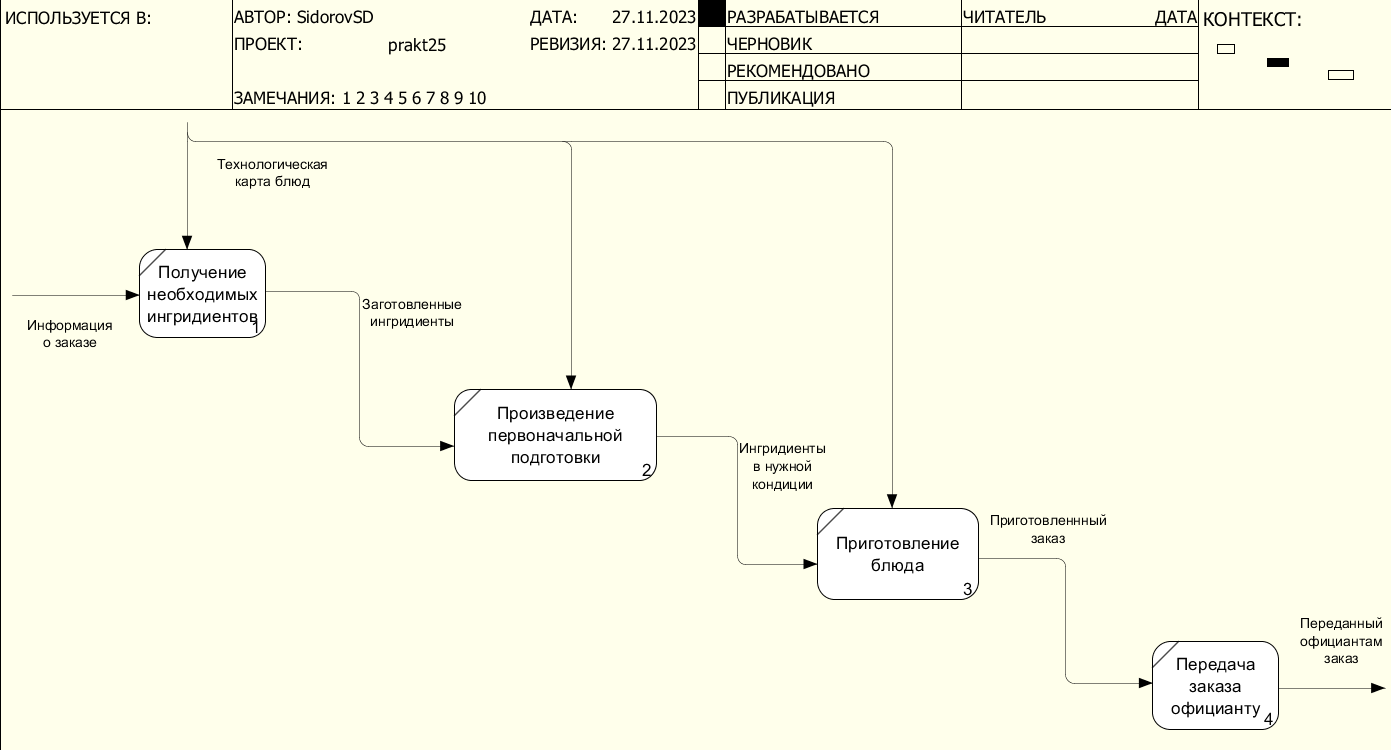 ИСПОЛЬЗУЕТСЯ В:
АВТОР: SidorovSD
ДАТА: 27.11.2023
ПРОЕКТ: prakt25
РЕВИЗИЯ: 27.11.2023
ЗАМЕЧАНИЯ: 1 2 3 4 5 6 7 8 9 10
РАЗРАБАТЫВАЕТСЯ
ЧЕРНОВИК
РЕКОМЕНДОВАНО
ПУБЛИКАЦИЯ
ЧИТАТЕЛЬ
ДАТА
КОНТЕКСТ:
Технологическая
карта блюд
Получение
необходимых
ингридиентов
1
Информация
о заказе
Заготовленные
ингридиенты
Произведение
первоначальной
подготовки
2
Ингридиенты
в нужной
кондиции
Приготовление
блюда
3
Приготовленнный
заказ
Передача
заказа
официанту
4
Переданный
официантам
заказ